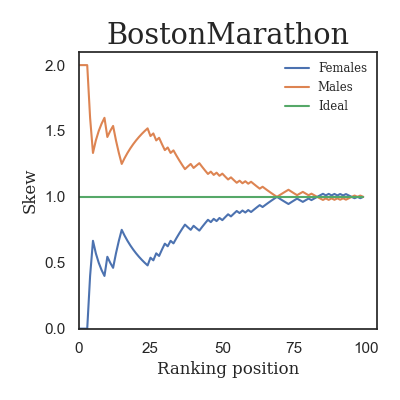 BostonMarathon
Females
Males
Ideal
2.0
1.5
1.0
0.5
0.0
Skew
0 25 50 75 100
Ranking position